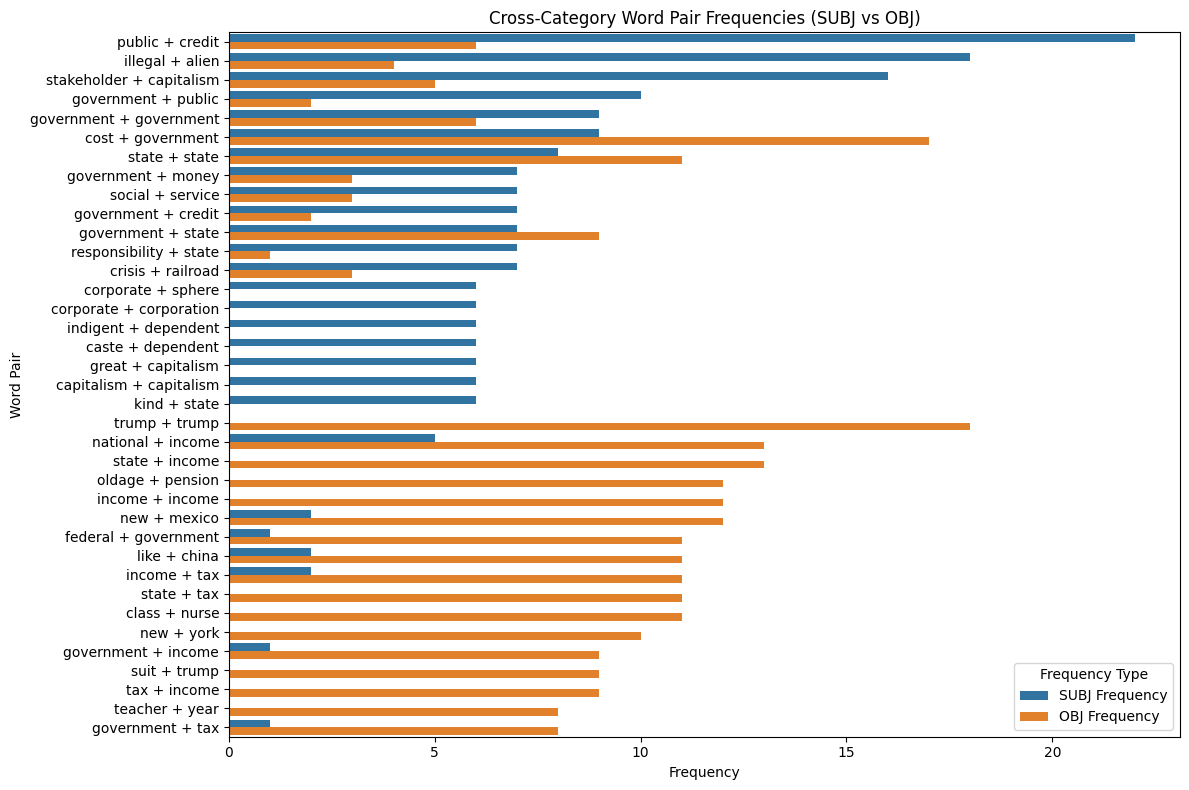 Cross-Category Word Pair Frequencies (SUBJ vs OBJ)
Word Pair
public + credit
illegal + alien
stakeholder + capitalism
government + public
government + government
cost + government
state + state
government + money
social + service
government + credit
government + state
responsibility + state
crisis + railroad
corporate + sphere
corporate + corporation
indigent + dependent
caste + dependent
great + capitalism
capitalism + capitalism
kind + state
trump + trump
national + income
state + income
oldage + pension
income + income
new + mexico
federal + government
like + china
income + tax
state + tax
class + nurse
new + york
government + income
suit + trump
tax + income
teacher + year
government + tax
0 5 10 15 20
Frequency
Frequency Type
SUBJ Frequency
OBJ Frequency